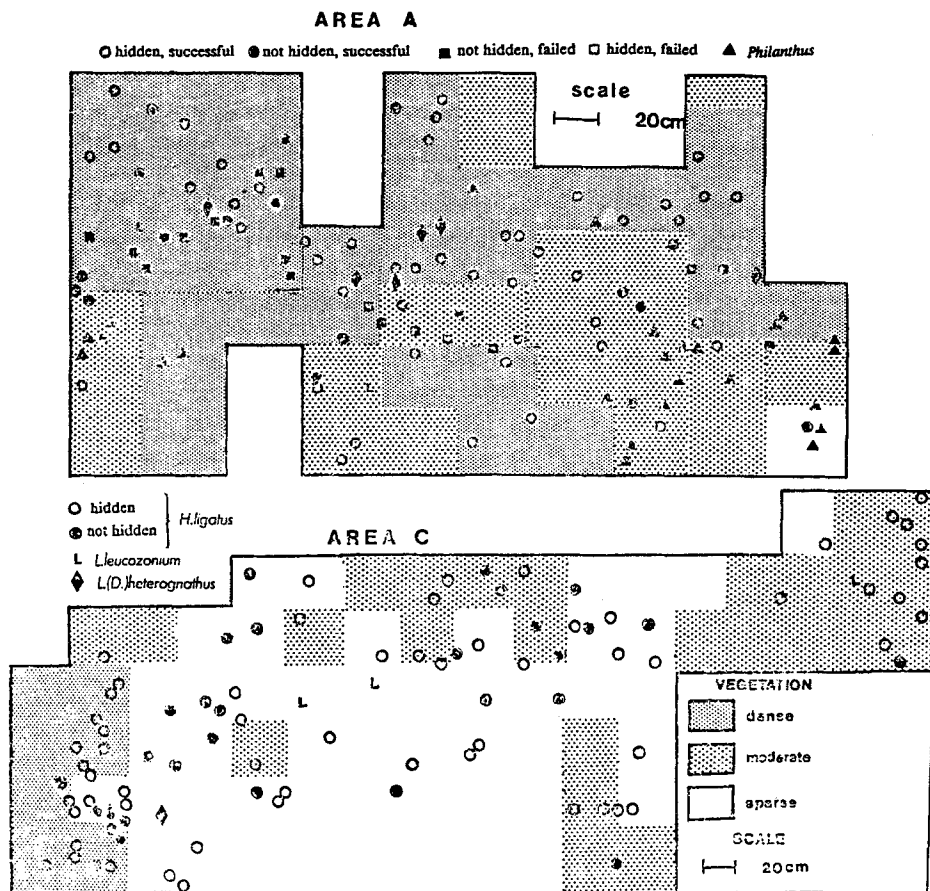 AREA A
hidden, successful not hidden, successful not hidden, failed hidden, failed Philanthus
scale
20cm
hidden
not hidden
H.ligatus
L.leucozonium
L.(D.)heterognathus
AREA C
VEGETATION
danse
moderate
sparse
SCALE
20cm